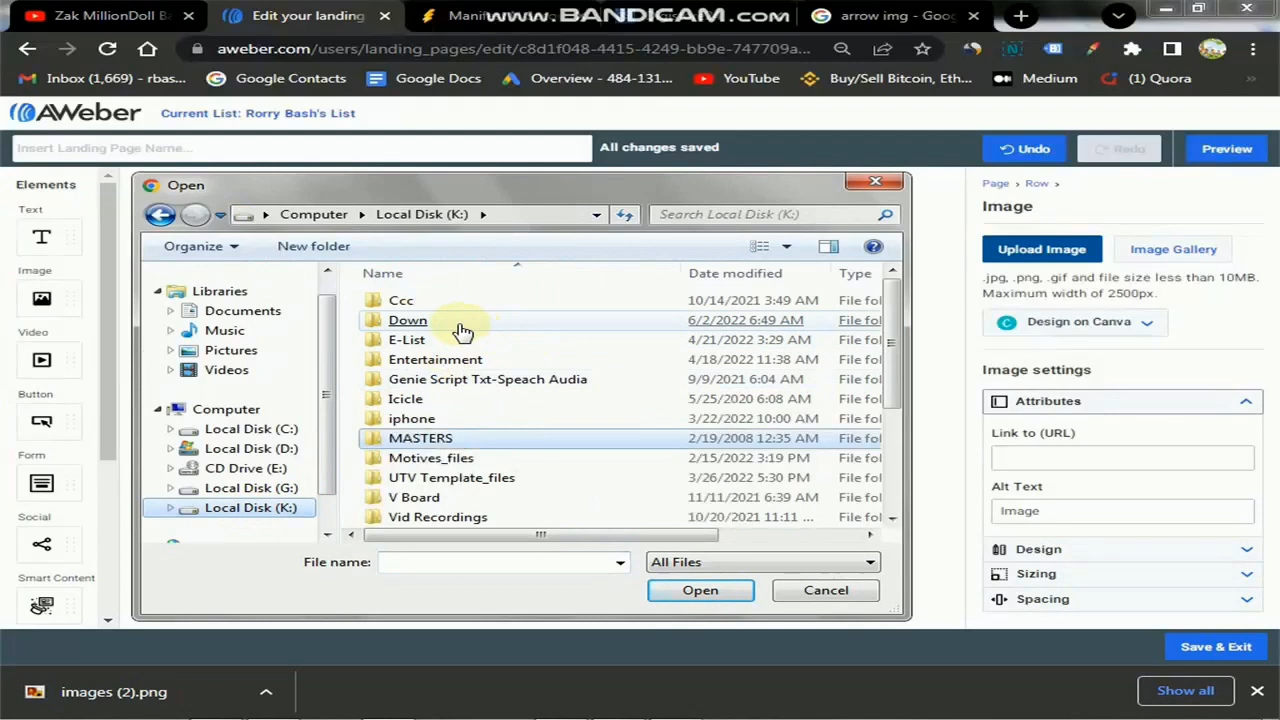 Zak MillionDoll Ba
Edit your landing
Manif
www.BANDICAM.com
arrow img - Goo
aweber.com/users/landing_pages/edit/c8d1f048-4415-4249-bb9e-747709a...
Inbox (1,669) - rbas...
Google Contacts
Google Docs
Overview - 484-131...
YouTube
Buy/Sell Bitcoin, Eth...
Medium
(1) Quora
AWeber
Current List: Rorry Bash's List
Insert Landing Page Name...
All changes saved
Undo
Redo
Preview
Elements
Text
Image
Video
Button
Form
Social
Smart Content
Open
Computer
Local Disk (K:)
Search Local Disk (K:)
Organize
New folder
Libraries
Documents
Music
Pictures
Videos
Computer
Local Disk (C:)
Local Disk (D:)
CD Drive (E:)
Local Disk (G:)
Local Disk (K:)
Name Date modified Type
Ccc 10/14/2021 3:49 AM File fol
Down 6/2/2022 6:49 AM File fol
E-List 4/21/2022 3:29 AM File fol
Entertainment 4/18/2022 11:38 AM File fol
Genie Script Txt-Speach Audia 9/9/2021 6:04 AM File fol
Icicle 5/25/2020 6:08 AM File fol
iphone 3/22/2022 10:00 AM File fol
MASTERS 2/19/2008 12:35 AM File fol
Motives_files 2/15/2022 3:19 PM File fol
UTV Template_files 3/26/2022 5:30 PM File fol
V Board 11/11/2021 6:39 AM File fol
Vid Recordings 10/20/2021 11:11 ... File fol
File name:
All Files
Open
Cancel
Page
Row
Image
Upload Image
Image Gallery
.jpg, .png, .gif and file size less than 10MB.
Maximum width of 2500px.
Design on Canva
Image settings
Attributes
Link to (URL)
Alt Text
Image
Design
Sizing
Spacing
Save & Exit
images (2).png
Show all